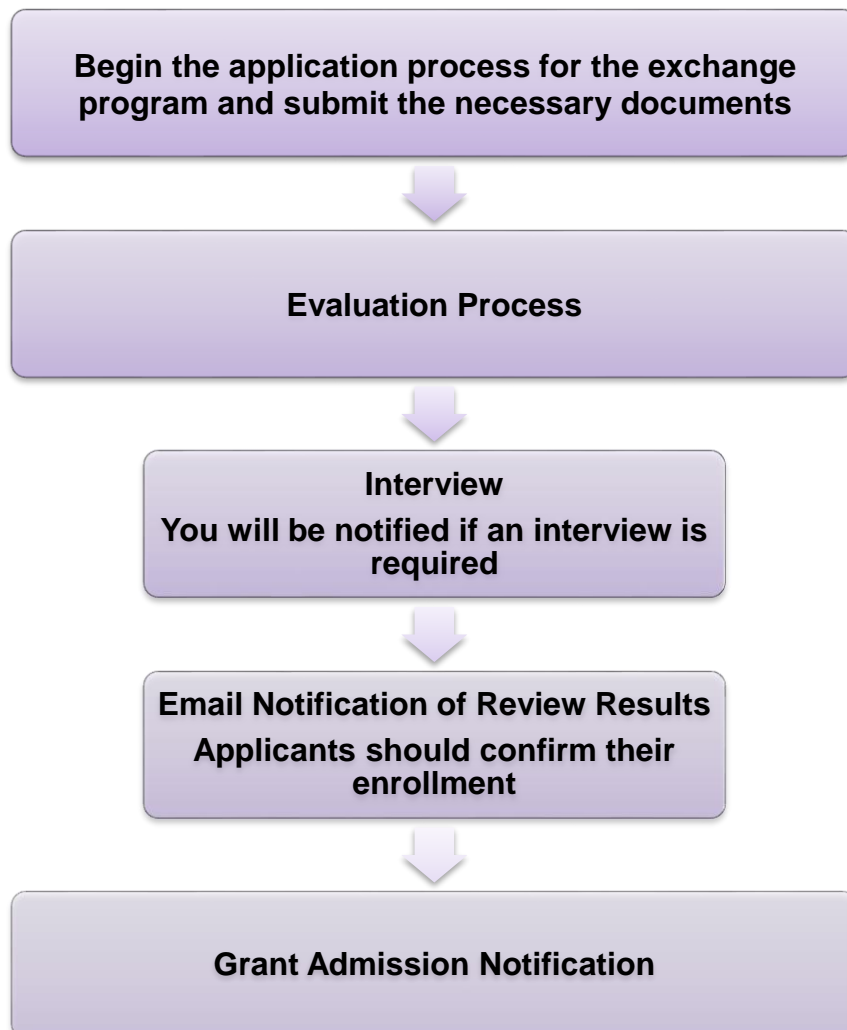 Begin the application process for the exchange
program and submit the necessary documents
Evaluation Process
Interview
You will be notified if an interview is
required
Email Notification of Review Results
Applicants should confirm their
enrollment
Grant Admission Notification